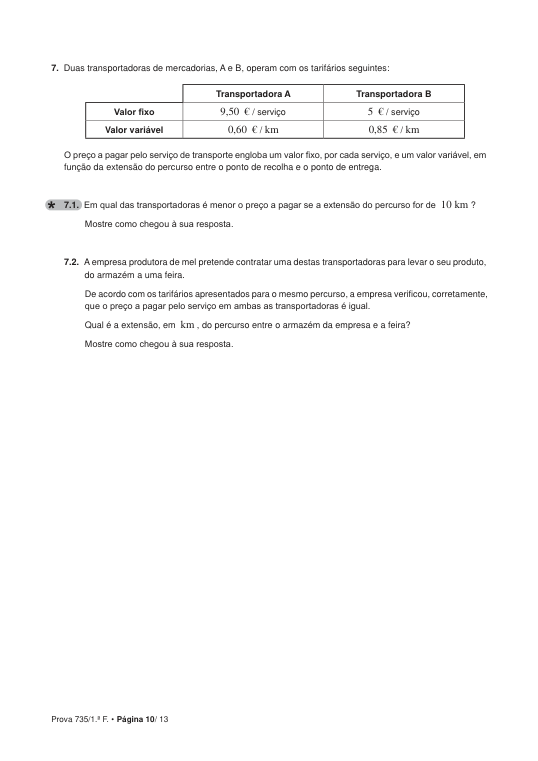 7. Duas transportadoras de mercadorias, A e B, operam com os tarifários seguintes:
Transportadora A Transportadora B
Valor fixo 9,50 € / serviço 5 € / serviço
Valor variável 0,60 € / km 0,85 € / km
O preço a pagar pelo serviço de transporte engloba um valor fixo, por cada serviço, e um valor variável, em
função da extensão do percurso entre o ponto de recolha e o ponto de entrega.
* 7.1. Em qual das transportadoras é menor o preço a pagar se a extensão do percurso for de 10 km ?
Mostre como chegou à sua resposta.
7.2. A empresa produtora de mel pretende contratar uma destas transportadoras para levar o seu produto,
do armazém a uma feira.
De acordo com os tarifários apresentados para o mesmo percurso, a empresa verificou, corretamente,
que o preço a pagar pelo serviço em ambas as transportadoras é igual.
Qual é a extensão, em km , do percurso entre o armazém da empresa e a feira?
Mostre como chegou à sua resposta.
Prova 735/1.ª F. • Página 10/ 13